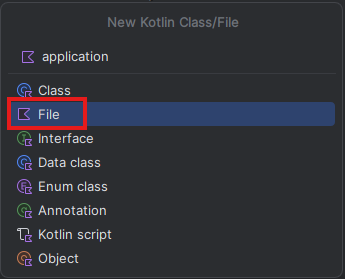 New Kotlin Class/File
application
Class
File
Interface
Data class
Enum class
Annotation
Kotlin script
Object